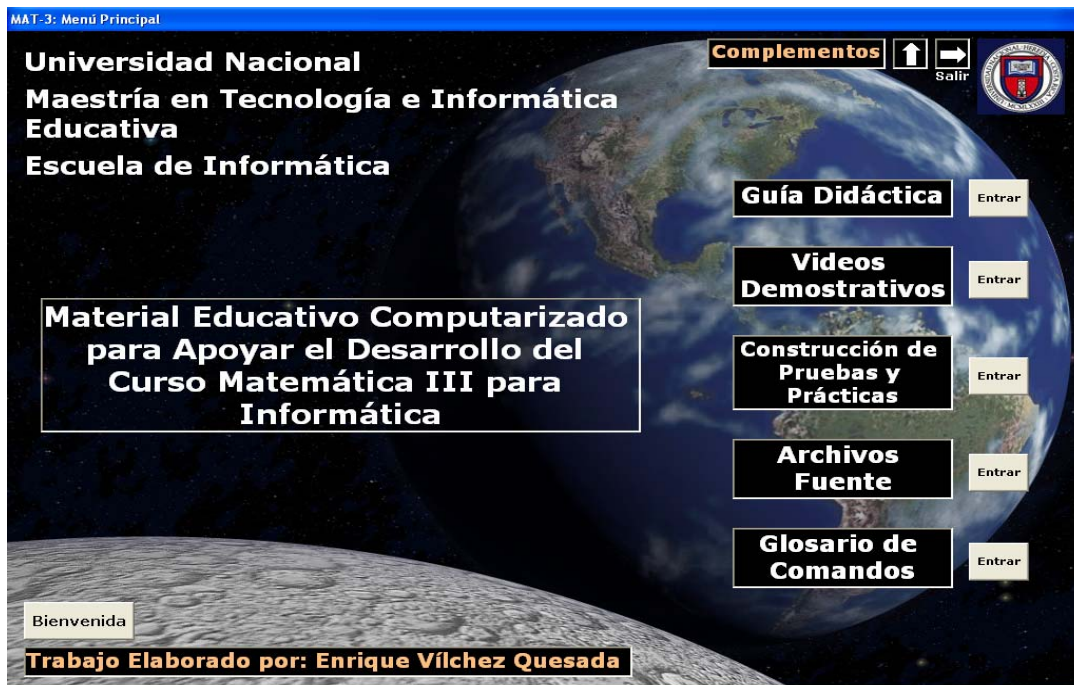 MAT-3: Menú Principal
Universidad Nacional
Maestría en Tecnología e Informática
Educativa
Escuela de Informática
Complementos
Salir
Guía Didáctica
Entrar
Videos
Demostrativos
Entrar
Material Educativo Computarizado
para Apoyar el Desarrollo del
Curso Matemática III para
Informática
Construcción de
Pruebas y
Prácticas
Entrar
Archivos
Fuente
Entrar
Glosario de
Comandos
Entrar
Bienvenida
Trabajo Elaborado por: Enrique Vílchez Quesada